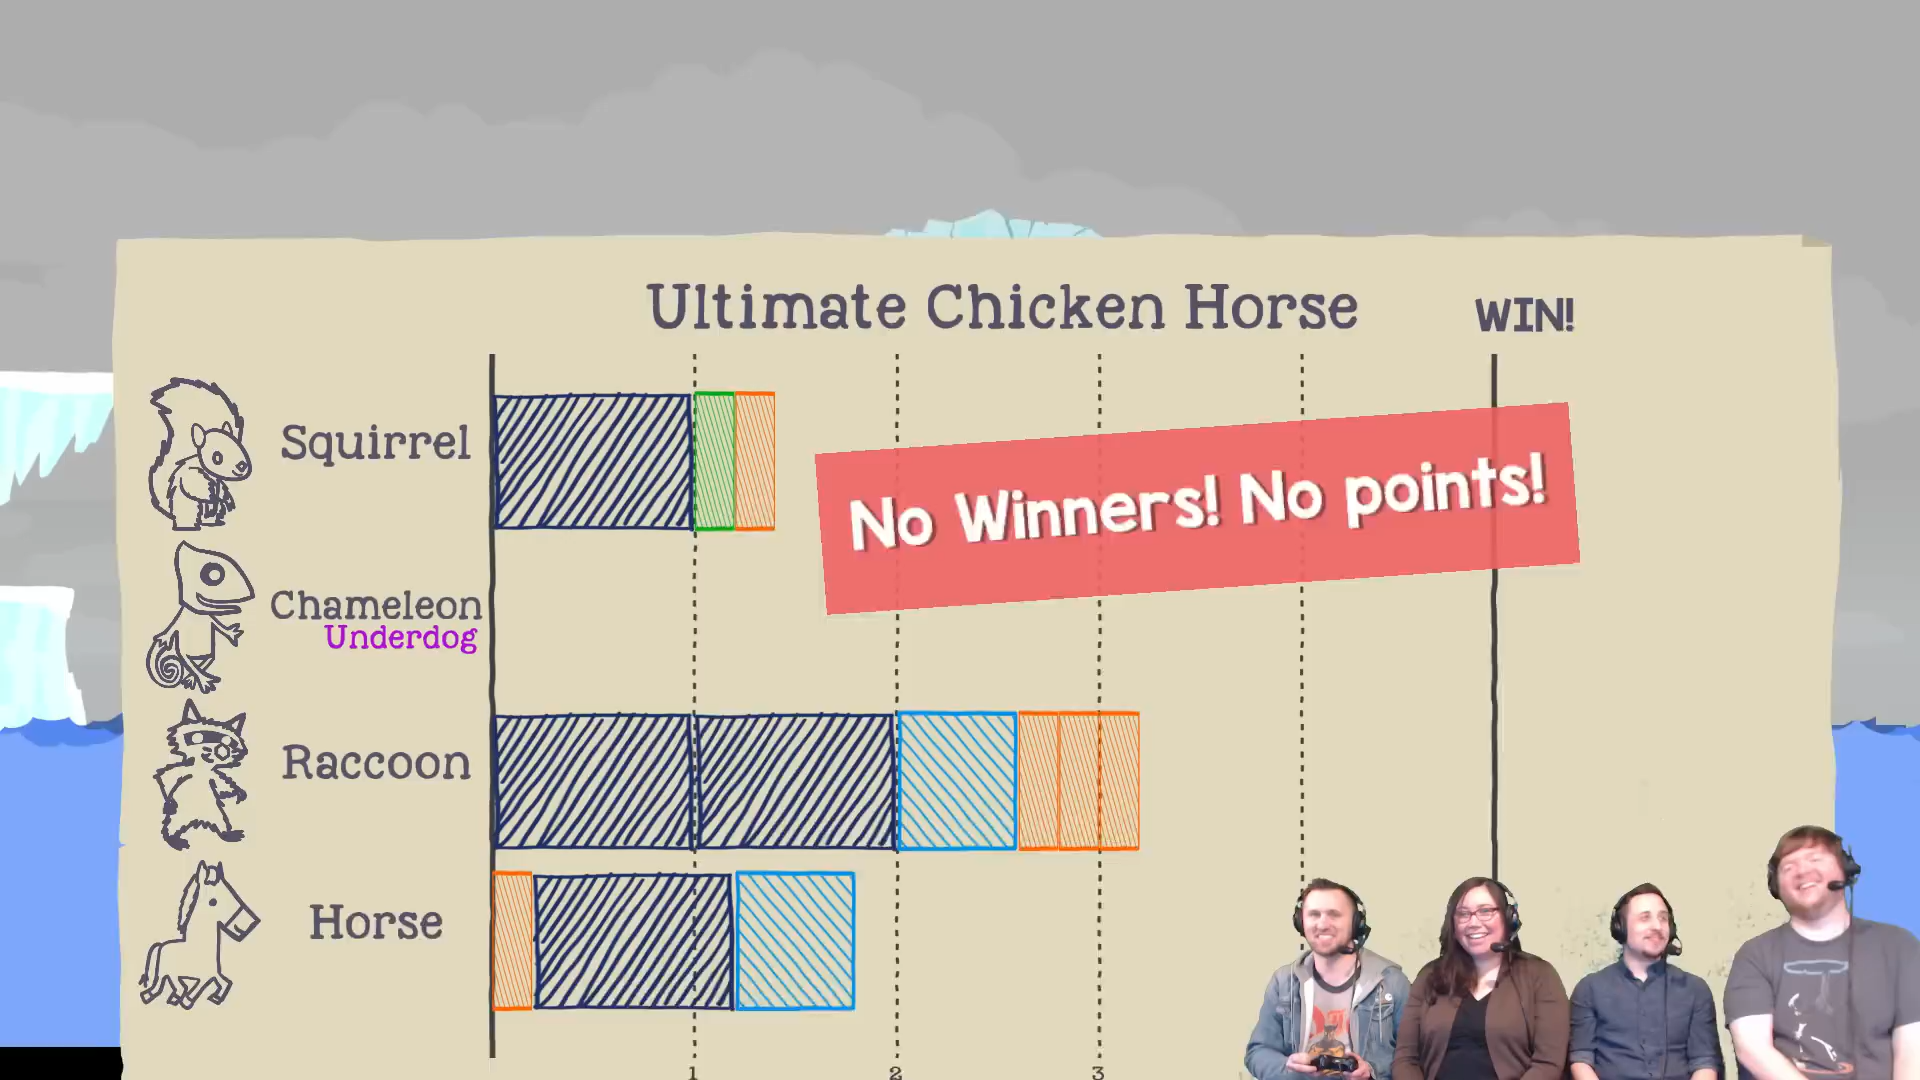 Ultimate Chicken Horse
WIN!
Squirrel
No Winners! No points!
Chameleon
Underdog
Raccoon
Horse
1 2 3